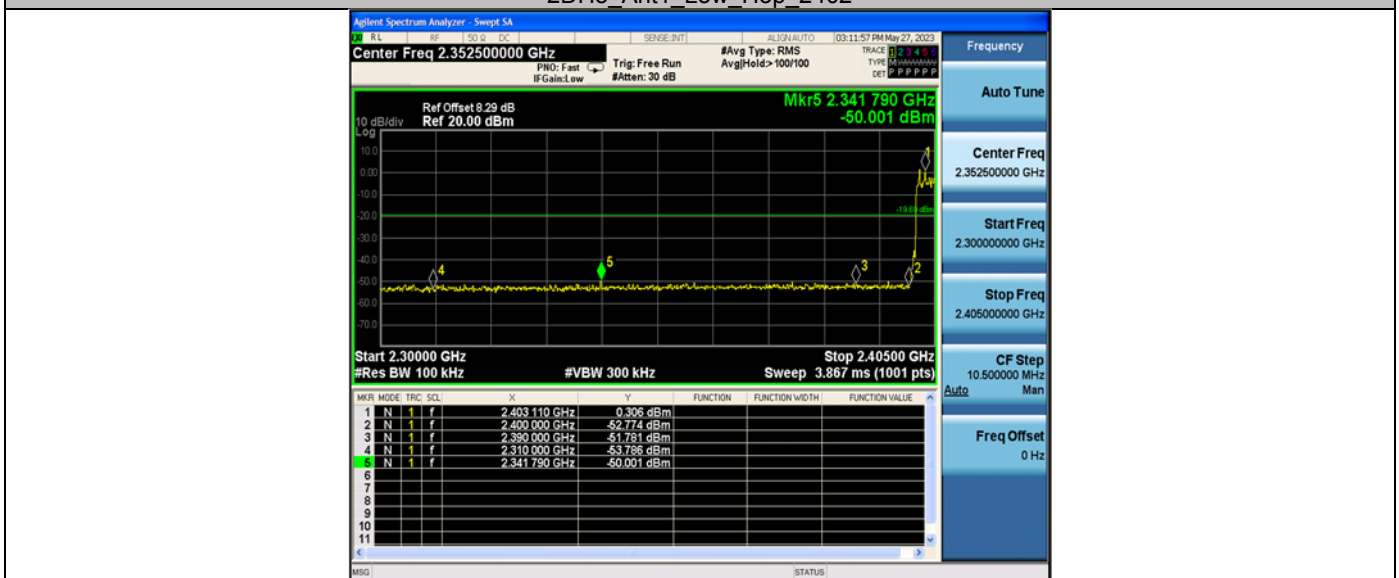 2DH5_Ant1_Low_Hop_2402
Agilent Spectrum Analyzer - Swept SA
RL RF 50 Ω DC SENSE:INT ALIGN AUTO 03:11:57 PM May 27, 2023
Center Freq 2.352500000 GHz
PNO: Fast
IFGain:Low
Trig: Free Run
#Atten: 30 dB
#Avg Type: RMS
Avg|Hold:>100/100
TRACE 1 2 3 4 5 6
TYPE M
DET P P P P P P
Mkr5 2.341 790 GHz
-50.001 dBm
Ref Offset 8.29 dB
10 dB/div Ref 20.00 dBm
Log
10.0
0.00
-10.0
-20.0
-30.0
-40.0
-50.0
-60.0
-70.0
1
2
3
4
5
Start 2.30000 GHz Stop 2.40500 GHz
#Res BW 100 kHz #VBW 300 kHz Sweep 3.867 ms (1001 pts)
MKR MODE TRC SCL X Y FUNCTION FUNCTION WIDTH FUNCTION VALUE
1 N 1 f 2.403 110 GHz 0.306 dBm
2 N 1 f 2.400 000 GHz -52.774 dBm
3 N 1 f 2.390 000 GHz -51.781 dBm
4 N 1 f 2.310 000 GHz -53.786 dBm
5 N 1 f 2.341 790 GHz -50.001 dBm
6
7
8
9
10
11
MSG STATUS
Frequency
Auto Tune
Center Freq
2.352500000 GHz
Start Freq
2.300000000 GHz
Stop Freq
2.405000000 GHz
CF Step
10.500000 MHz
Auto Man
Freq Offset
0 Hz